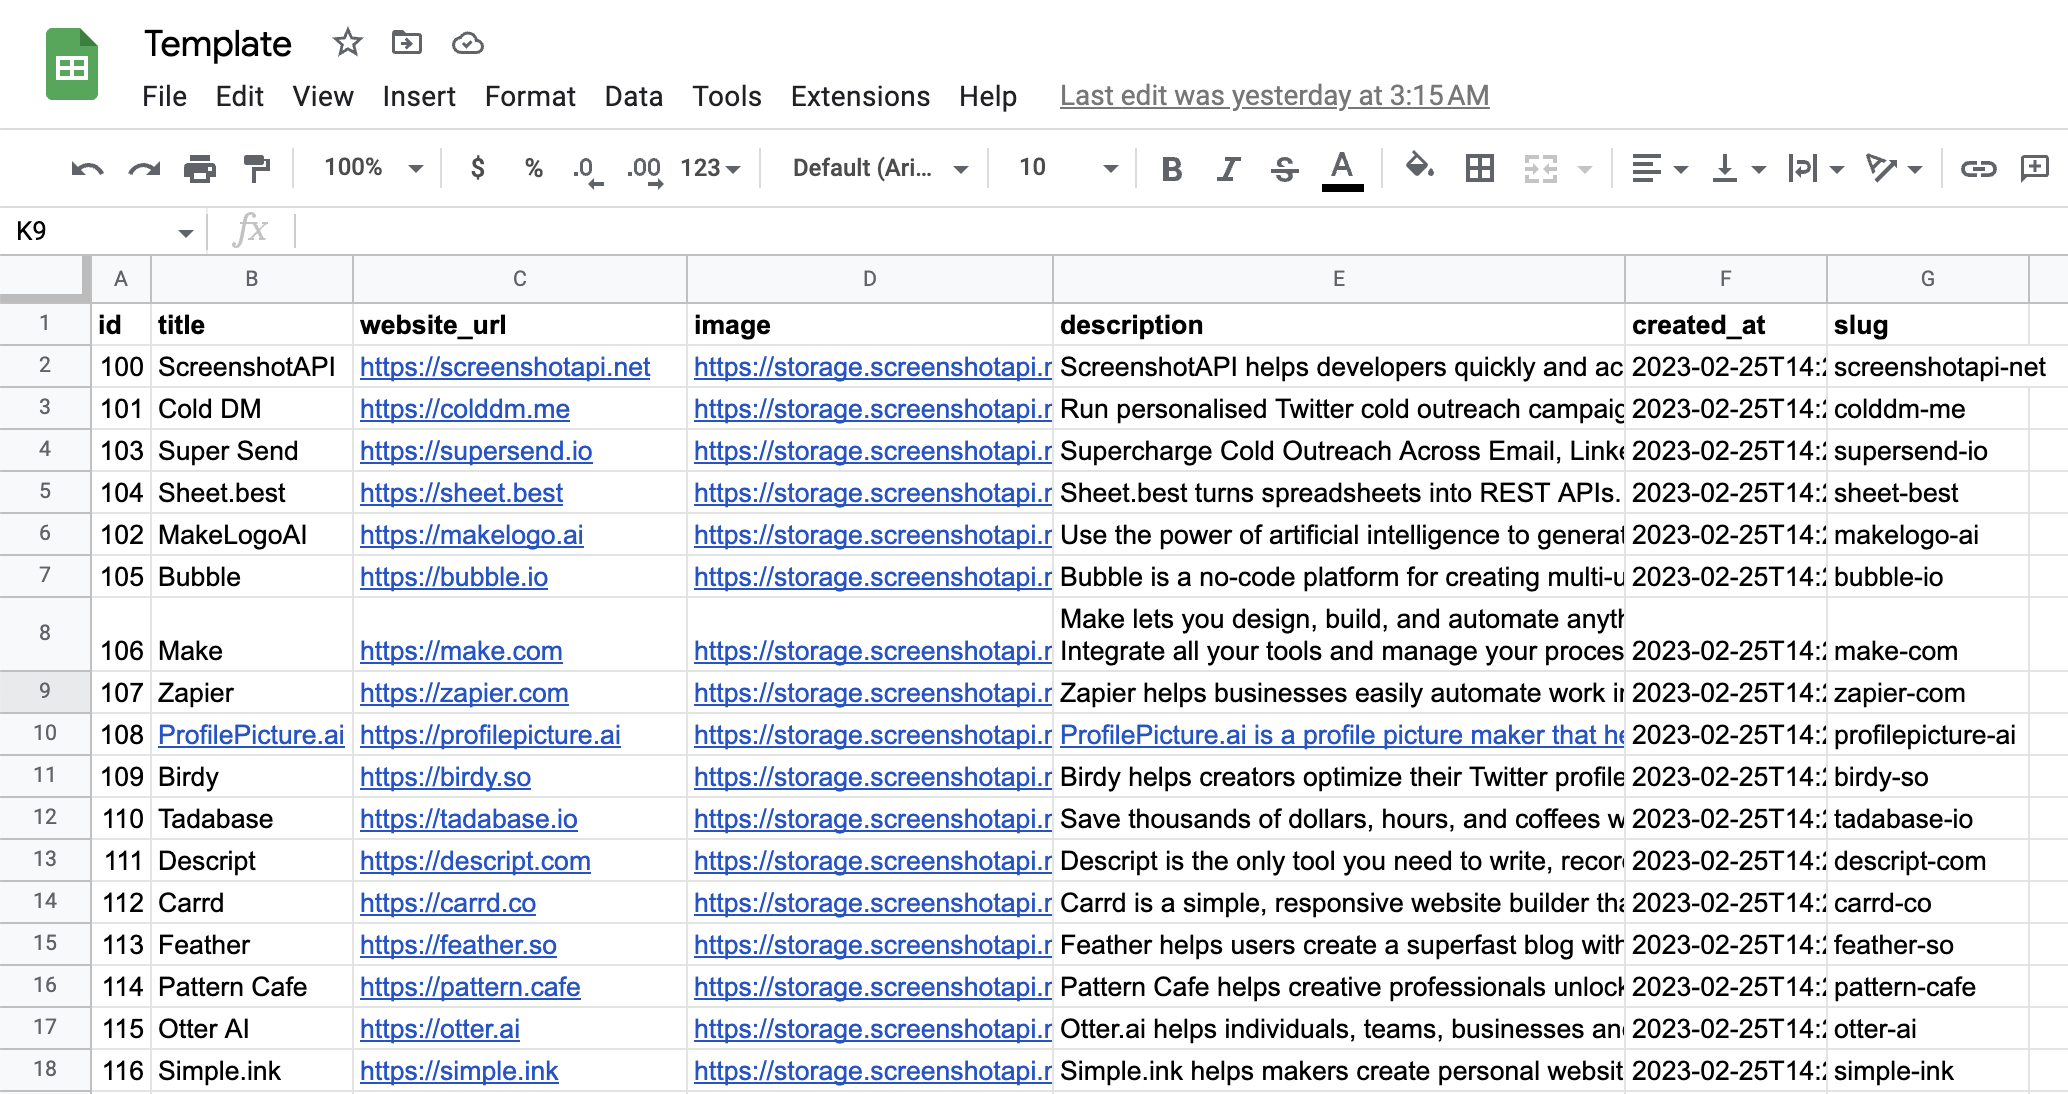 Template
File Edit View Insert Format Data Tools Extensions Help Last edit was yesterday at 3:15 AM
100% $ % .0 .00 123 Default (Ari... 10 B I S A
K9 fx
A B C D E F G
1 id title website_url image description created_at slug
2 100 ScreenshotAPI https://screenshotapi.net https://storage.screenshotapi.r ScreenshotAPI helps developers quickly and ac 2023-02-25T14: screenshotapi-net
3 101 Cold DM https://colddm.me https://storage.screenshotapi.r Run personalised Twitter cold outreach campaig 2023-02-25T14: colddm-me
4 103 Super Send https://supersend.io https://storage.screenshotapi.r Supercharge Cold Outreach Across Email, Linke 2023-02-25T14: supersend-io
5 104 Sheet.best https://sheet.best https://storage.screenshotapi.r Sheet.best turns spreadsheets into REST APIs. 2023-02-25T14: sheet-best
6 102 MakeLogoAI https://makelogo.ai https://storage.screenshotapi.r Use the power of artificial intelligence to generat 2023-02-25T14: makelogo-ai
7 105 Bubble https://bubble.io https://storage.screenshotapi.r Bubble is a no-code platform for creating multi-u 2023-02-25T14: bubble-io
Make lets you design, build, and automate anyth
8 106 Make https://make.com https://storage.screenshotapi.r Integrate all your tools and manage your proces 2023-02-25T14: make-com
9 107 Zapier https://zapier.com https://storage.screenshotapi.r Zapier helps businesses easily automate work in 2023-02-25T14: zapier-com
10 108 ProfilePicture.ai https://profilepicture.ai https://storage.screenshotapi.r ProfilePicture.ai is a profile picture maker that he 2023-02-25T14: profilepicture-ai
11 109 Birdy https://birdy.so https://storage.screenshotapi.r Birdy helps creators optimize their Twitter profile 2023-02-25T14: birdy-so
12 110 Tadabase https://tadabase.io https://storage.screenshotapi.r Save thousands of dollars, hours, and coffees w 2023-02-25T14: tadabase-io
13 111 Descript https://descript.com https://storage.screenshotapi.r Descript is the only tool you need to write, recor 2023-02-25T14: descript-com
14 112 Carrd https://carrd.co https://storage.screenshotapi.r Carrd is a simple, responsive website builder tha 2023-02-25T14: carrd-co
15 113 Feather https://feather.so https://storage.screenshotapi.r Feather helps users create a superfast blog with 2023-02-25T14: feather-so
16 114 Pattern Cafe https://pattern.cafe https://storage.screenshotapi.r Pattern Cafe helps creative professionals unlock 2023-02-25T14: pattern-cafe
17 115 Otter AI https://otter.ai https://storage.screenshotapi.r Otter.ai helps individuals, teams, businesses an 2023-02-25T14: otter-ai
18 116 Simple.ink https://simple.ink https://storage.screenshotapi.r Simple.ink helps makers create personal websit 2023-02-25T14: simple-ink